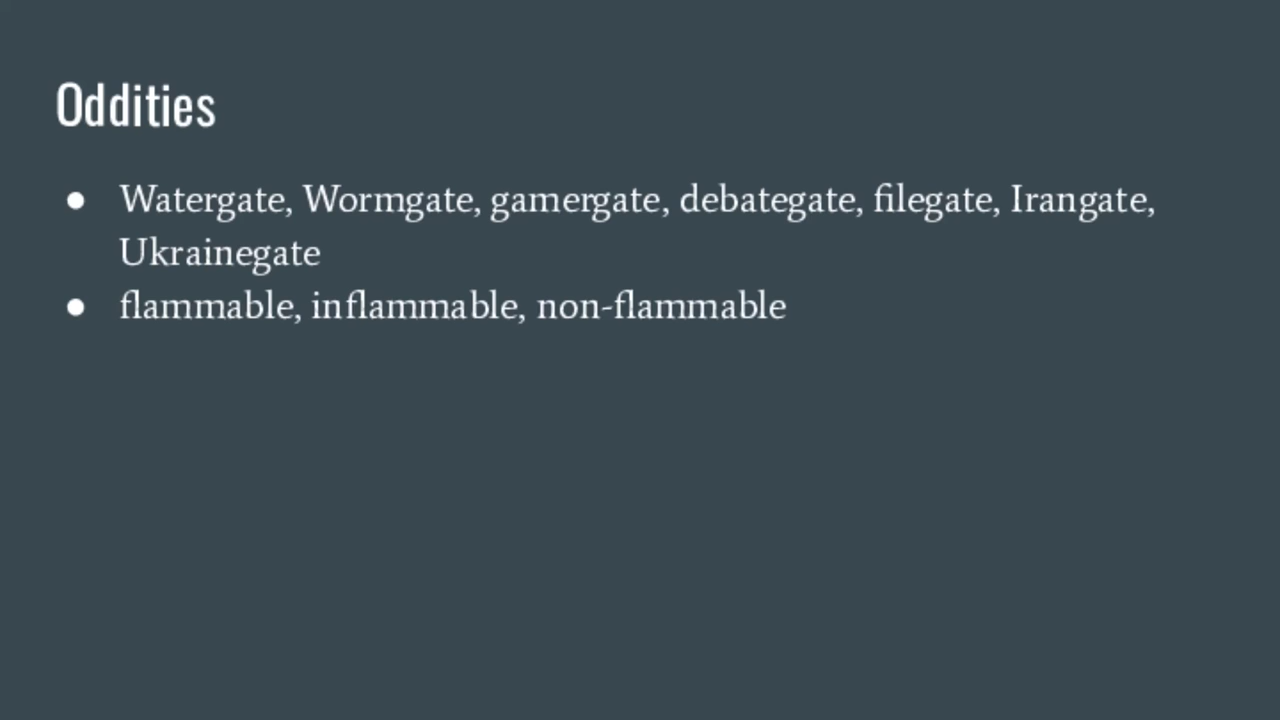 Oddities
● Watergate, Wormgate, gamergate, debategate, filegate, Irangate,
Ukrainegate
● flammable, inflammable, non-flammable